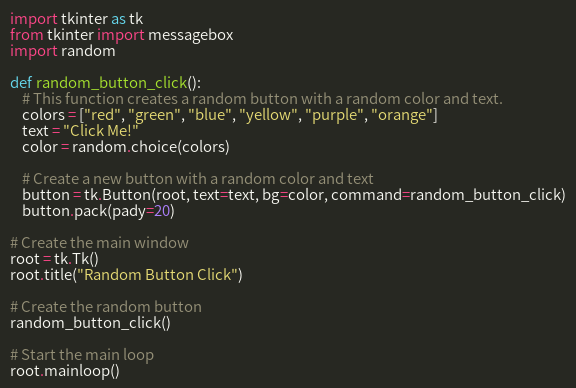 import tkinter as tk
from tkinter import messagebox
import random

def random_button_click():
    # This function creates a random button with a random color and text.
    colors = ["red", "green", "blue", "yellow", "purple", "orange"]
    text = "Click Me!"
    color = random.choice(colors)

    # Create a new button with a random color and text
    button = tk.Button(root, text=text, bg=color, command=random_button_click)
    button.pack(pady=20)

# Create the main window
root = tk.Tk()
root.title("Random Button Click")

# Create the random button
random_button_click()

# Start the main loop
root.mainloop()